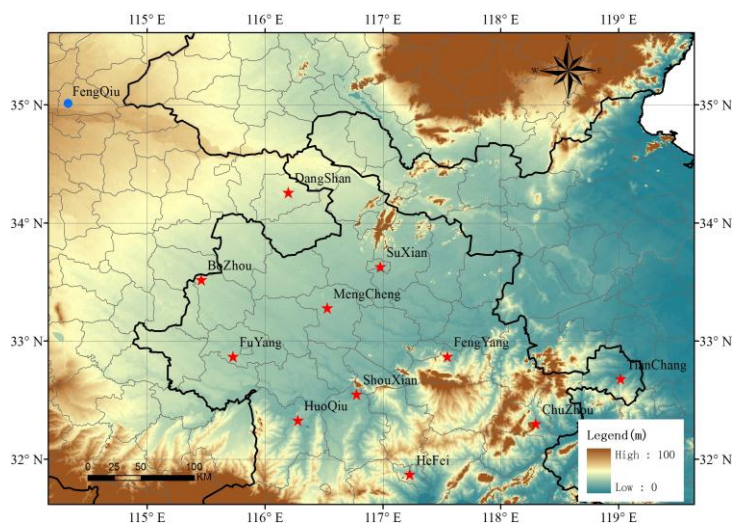 115°E 116°E 117°E 118°E 119°E
N
W E
S
35°N 35°N
FengQiu
DangShan
34°N 34°N
SuXian
BoZhou
MengCheng
33°N 33°N
FuYang
FengYang
TianChang
ShouXian
HuoQiu
ChuZhou
HeFei
32°N 32°N
Legend(m)
High : 100
Low : 0
0 25 50 100
KM
115°E 116°E 117°E 118°E 119°E